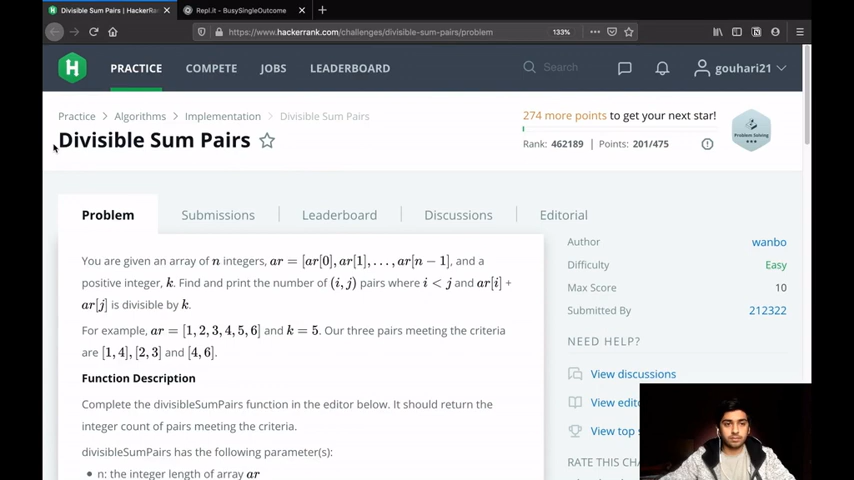 Divisible Sum Pairs | HackerRa
Repl.it - BusySingleOutcome
https://www.hackerrank.com/challenges/divisible-sum-pairs/problem
133%
H
PRACTICE
COMPETE
JOBS
LEADERBOARD
Search
gouhari21
Practice > Algorithms > Implementation > Divisible Sum Pairs
Divisible Sum Pairs
274 more points to get your next star!
Rank: 462189 | Points: 201/475
Problem Solving
Problem
Submissions
Leaderboard
Discussions
Editorial
You are given an array of n integers, ar = [ar[0], ar[1], . . . , ar[n − 1], and a
positive integer, k. Find and print the number of (i, j) pairs where i < j and ar[i] +
ar[j] is divisible by k.
For example, ar = [1, 2, 3, 4, 5, 6] and k = 5. Our three pairs meeting the criteria
are [1, 4], [2, 3] and [4, 6].
Function Description
Complete the divisibleSumPairs function in the editor below. It should return the
integer count of pairs meeting the criteria.
divisibleSumPairs has the following parameter(s):
• n: the integer length of array ar
Author
wanbo
Difficulty
Easy
Max Score
10
Submitted By
212322
NEED HELP?
View discussions
View edito
View top s
RATE THIS CHA